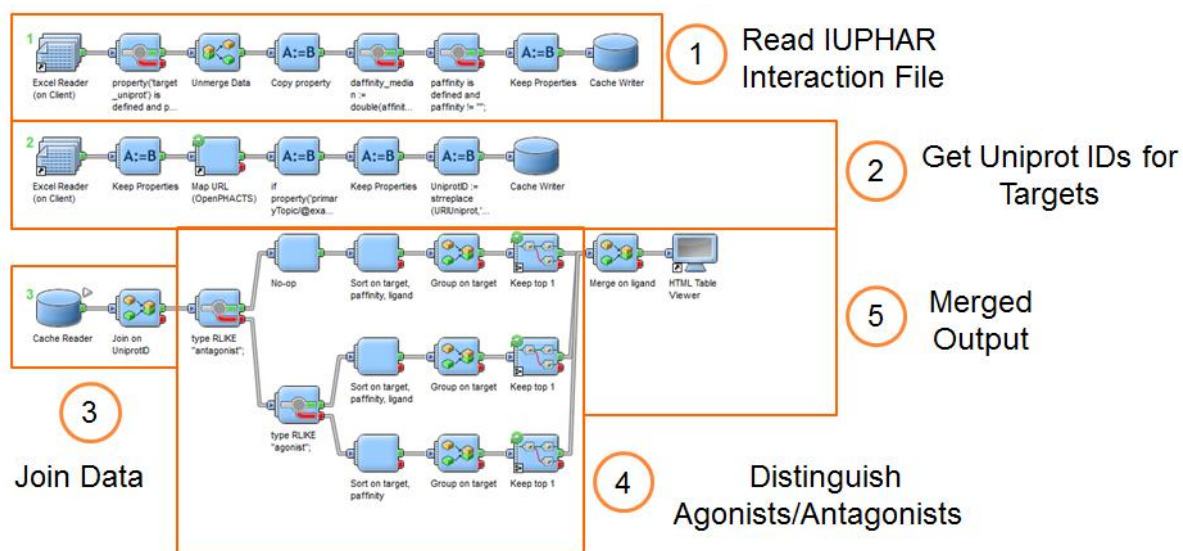 1
Excel Reader
(on Client)
property('target
_uniprot') is
defined and p...
Unmerge Data
A:=B
Copy property
daffinity_media
n :=
double(affinit...
paffinity is
defined and
paffinity != "";
A:=B
Keep Properties
Cache Writer
1
Read IUPHAR
Interaction File
2
Excel Reader
(on Client)
A:=B
Keep Properties
Map URL
(OpenPHACTS)
A:=B
if
property('primar
yTopic/@exa...
A:=B
Keep Properties
A:=B
UniprotID :=
strreplace
(URIUniprot,'...
Cache Writer
2
Get Uniprot IDs for
Targets
3
Cache Reader
Join on
UniprotID
type RLIKE
"antagonist";
No-op
Sort on target,
paffinity, ligand
Group on target
Keep top 1
Merge on ligand
HTML Table
Viewer
type RLIKE
"agonist";
Sort on target,
paffinity, ligand
Group on target
Keep top 1
Sort on target,
paffinity
Group on target
Keep top 1
5
Merged
Output
3
Join Data
4
Distinguish
Agonists/Antagonists